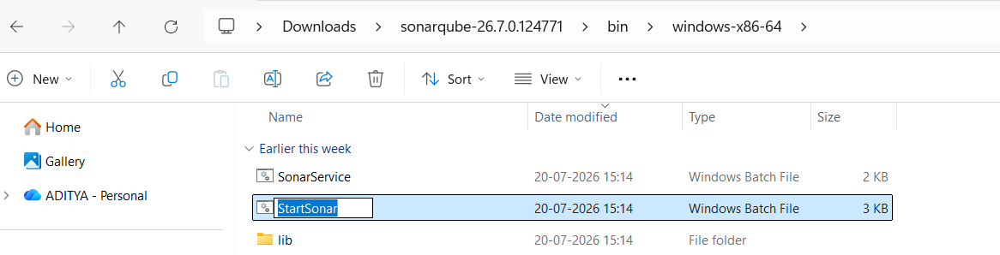 Downloads sonarqube-26.7.0.124771 bin windows-x86-64
New Sort View
Name Date modified Type Size
Home
Earlier this week
Gallery
SonarService 20-07-2026 15:14 Windows Batch File 2 KB
ADITYA - Personal
StartSonar 20-07-2026 15:14 Windows Batch File 3 KB
lib 20-07-2026 15:14 File folder